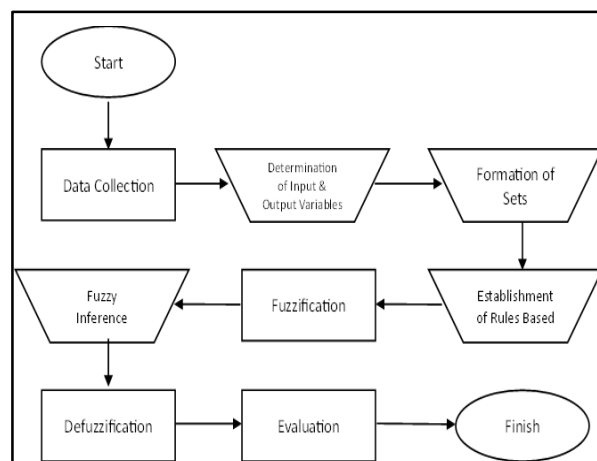 Start
Data Collection
Determination
of Input &
Output Variables
Formation of
Sets
Establishment
of Rules Based
Fuzzification
Fuzzy
Inference
Defuzzification
Evaluation
Finish